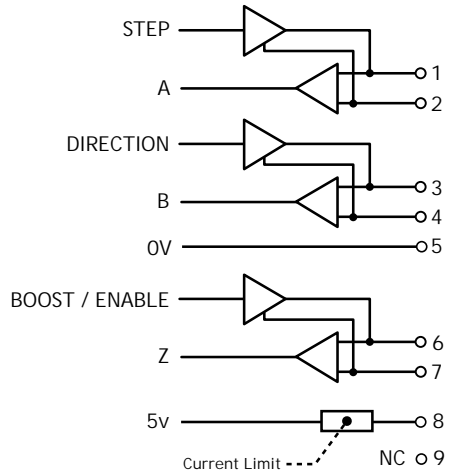 STEP
1
A
2
DIRECTION
3
B
4
0V
5
BOOST / ENABLE
6
Z
7
5v
8
Current Limit
NC 9